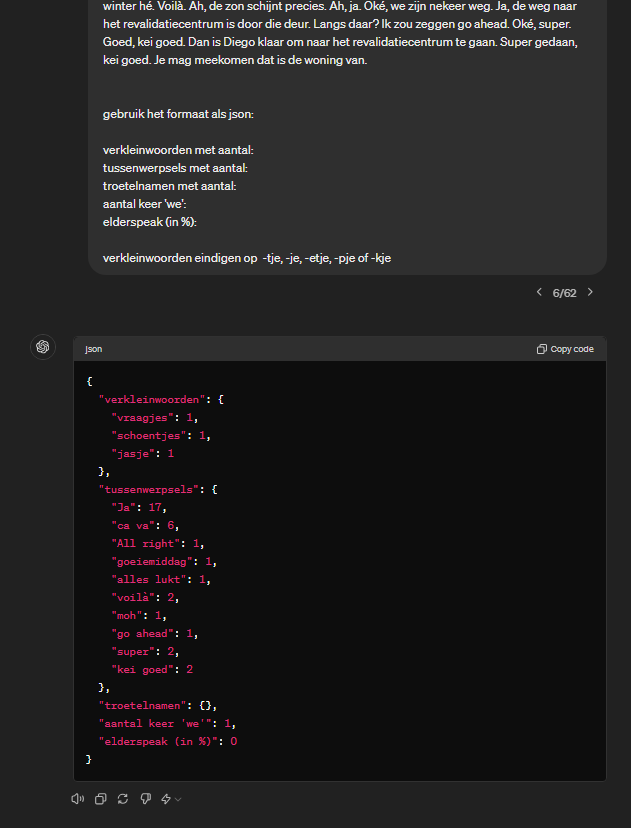 winter hé. Voilà. Ah, de zon schijnt precies. Ah, ja. Oké, we zijn nekeer weg. Ja, de weg naar
het revalidatiecentrum is door die deur. Langs daar? Ik zou zeggen go ahead. Oké, super.
Goed, kei goed. Dan is Diego klaar om naar het revalidatiecentrum te gaan. Super gedaan,
kei goed. Je mag meekomen dat is de woning van.
gebruik het formaat als json:
verkleinwoorden met aantal:
tussenwerpsels met aantal:
troetelnamen met aantal:
aantal keer 'we':
elderspeak (in %):
verkleinwoorden eindigen op -tje, -je, -etje, -pje of -kje
6/62
json
Copy code
{
"verkleinwoorden": {
"vraagjes": 1,
"schoentjes": 1,
"jasje": 1
},
"tussenwerpsels": {
"Ja": 17,
"ca va": 6,
"All right": 1,
"goeiemiddag": 1,
"alles lukt": 1,
"voilà": 2,
"moh": 1,
"go ahead": 1,
"super": 2,
"kei goed": 2
},
"troetelnamen": {},
"aantal keer 'we'": 1,
"elderspeak (in %)": 0
}